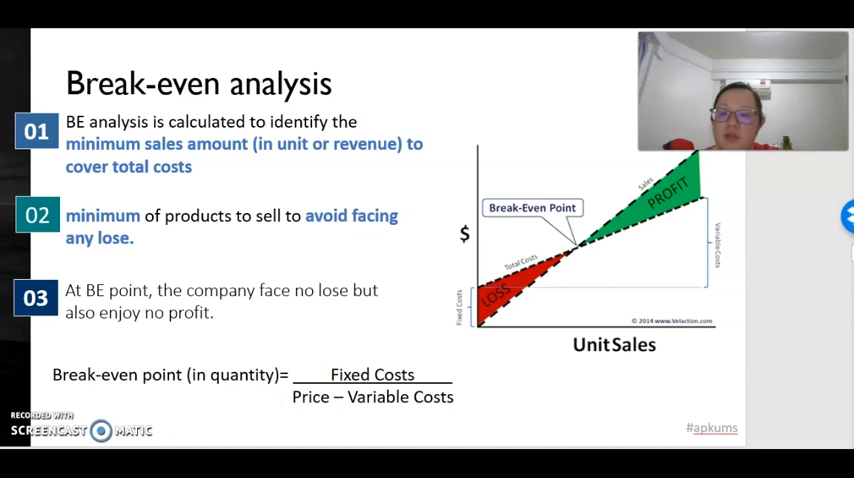 Break-even analysis
01
BE analysis is calculated to identify the
minimum sales amount (in unit or revenue) to
cover total costs
02
minimum of products to sell to avoid facing
any lose.
03
At BE point, the company face no lose but
also enjoy no profit.
Break-even point (in quantity)= Fixed Costs
Price – Variable Costs
$
Break-Even Point
Sales
PROFIT
Total Costs
LOSS
Fixed Costs
Variable Costs
© 2014 www.Velaction.com
Unit Sales
RECORDED WITH
SCREENCAST MATIC
#apkums